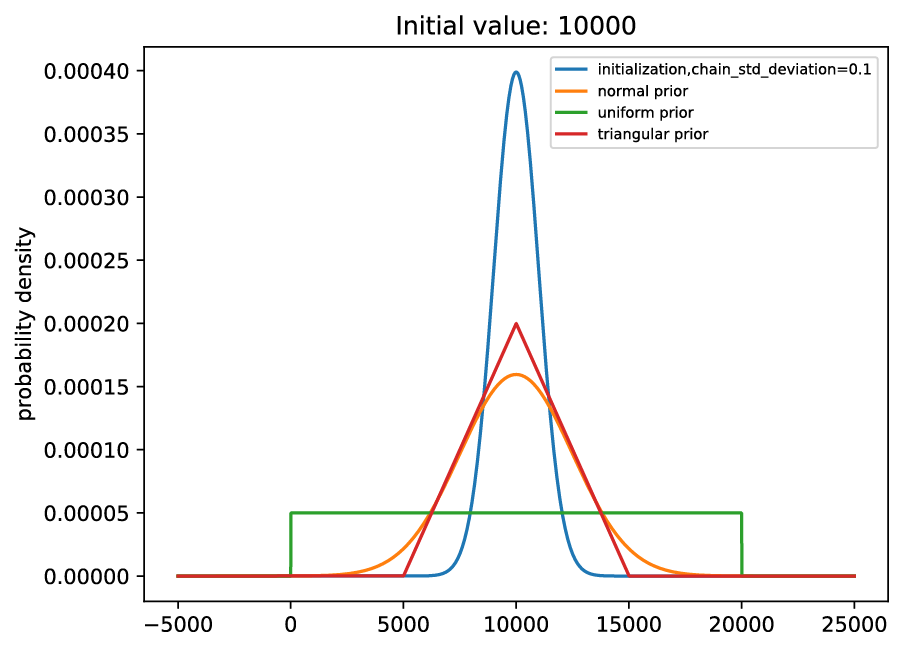 Initial value: 10000
initialization,chain_std_deviation=0.1
normal prior
uniform prior
triangular prior
probability density
0.00040
0.00035
0.00030
0.00025
0.00020
0.00015
0.00010
0.00005
0.00000
−5000 0 5000 10000 15000 20000 25000